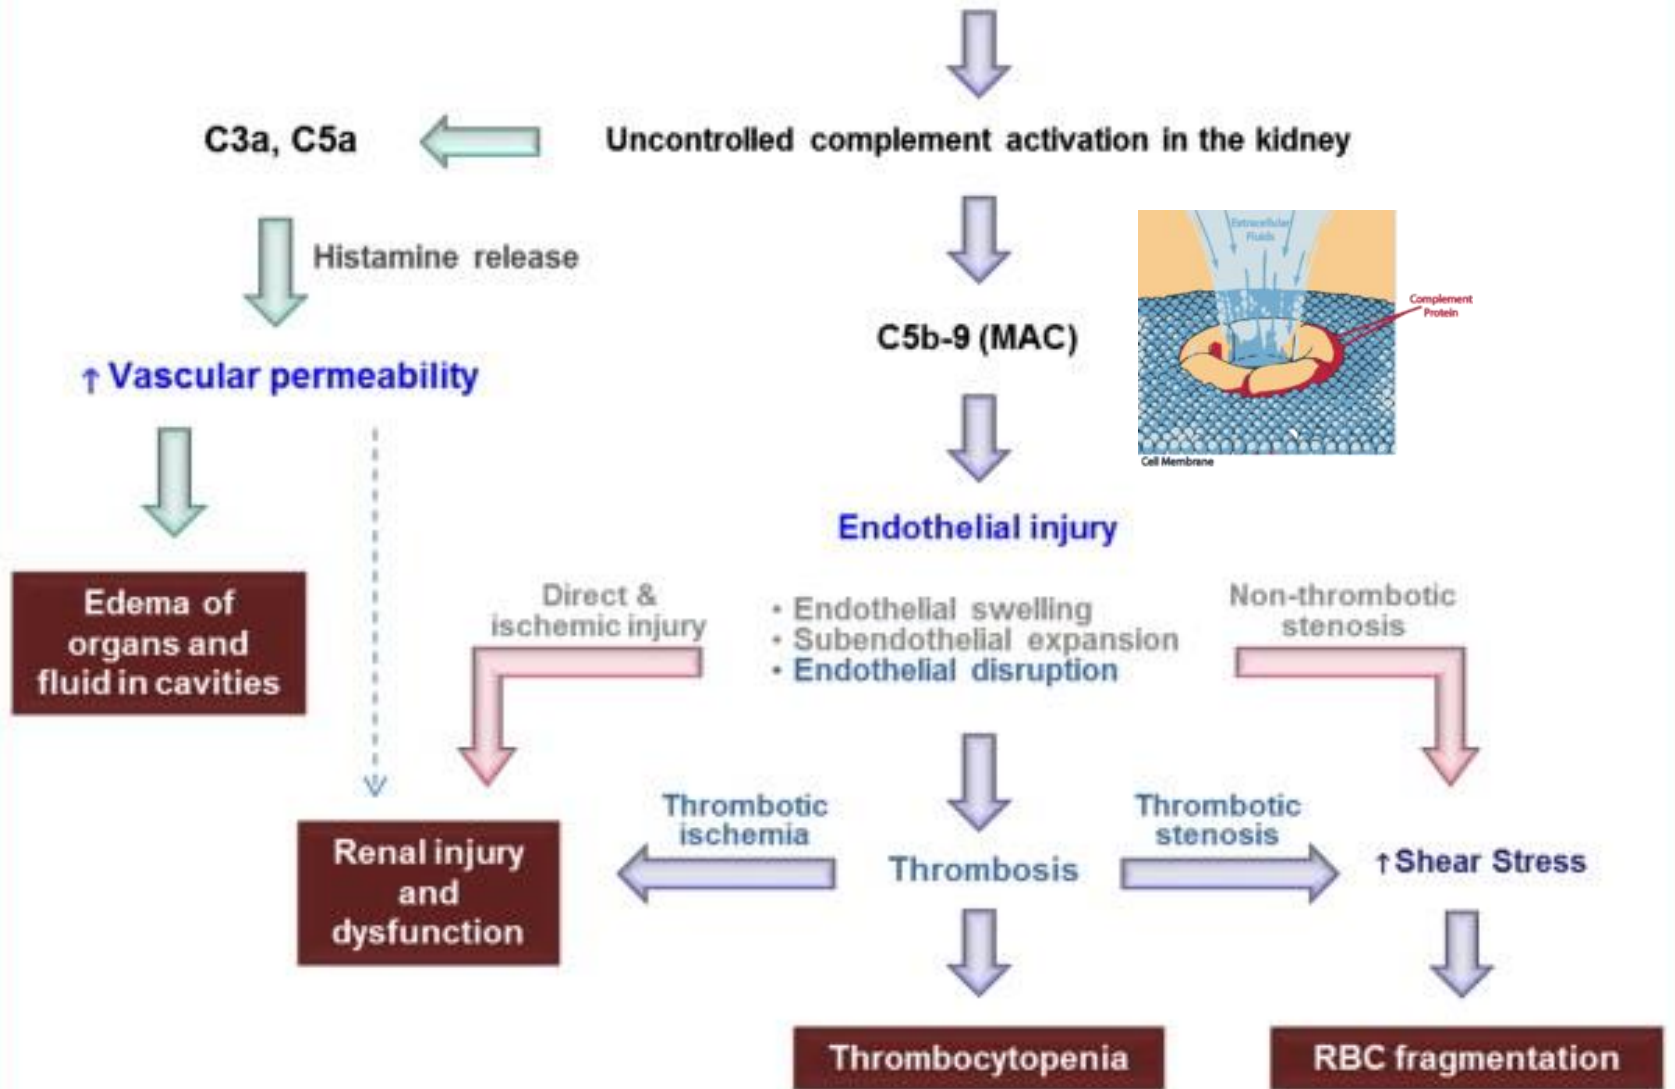 C3a, C5a
Uncontrolled complement activation in the kidney
Histamine release
Extracellular
Fluids
Complement
Protein
C5b-9 (MAC)
↑ Vascular permeability
Cell Membrane
Endothelial injury
Edema of
organs and
fluid in cavities
Direct &
ischemic injury
• Endothelial swelling
• Subendothelial expansion
• Endothelial disruption
Non-thrombotic
stenosis
Thrombotic
ischemia
Thrombotic
stenosis
Renal injury
and
dysfunction
Thrombosis
↑Shear Stress
Thrombocytopenia
RBC fragmentation